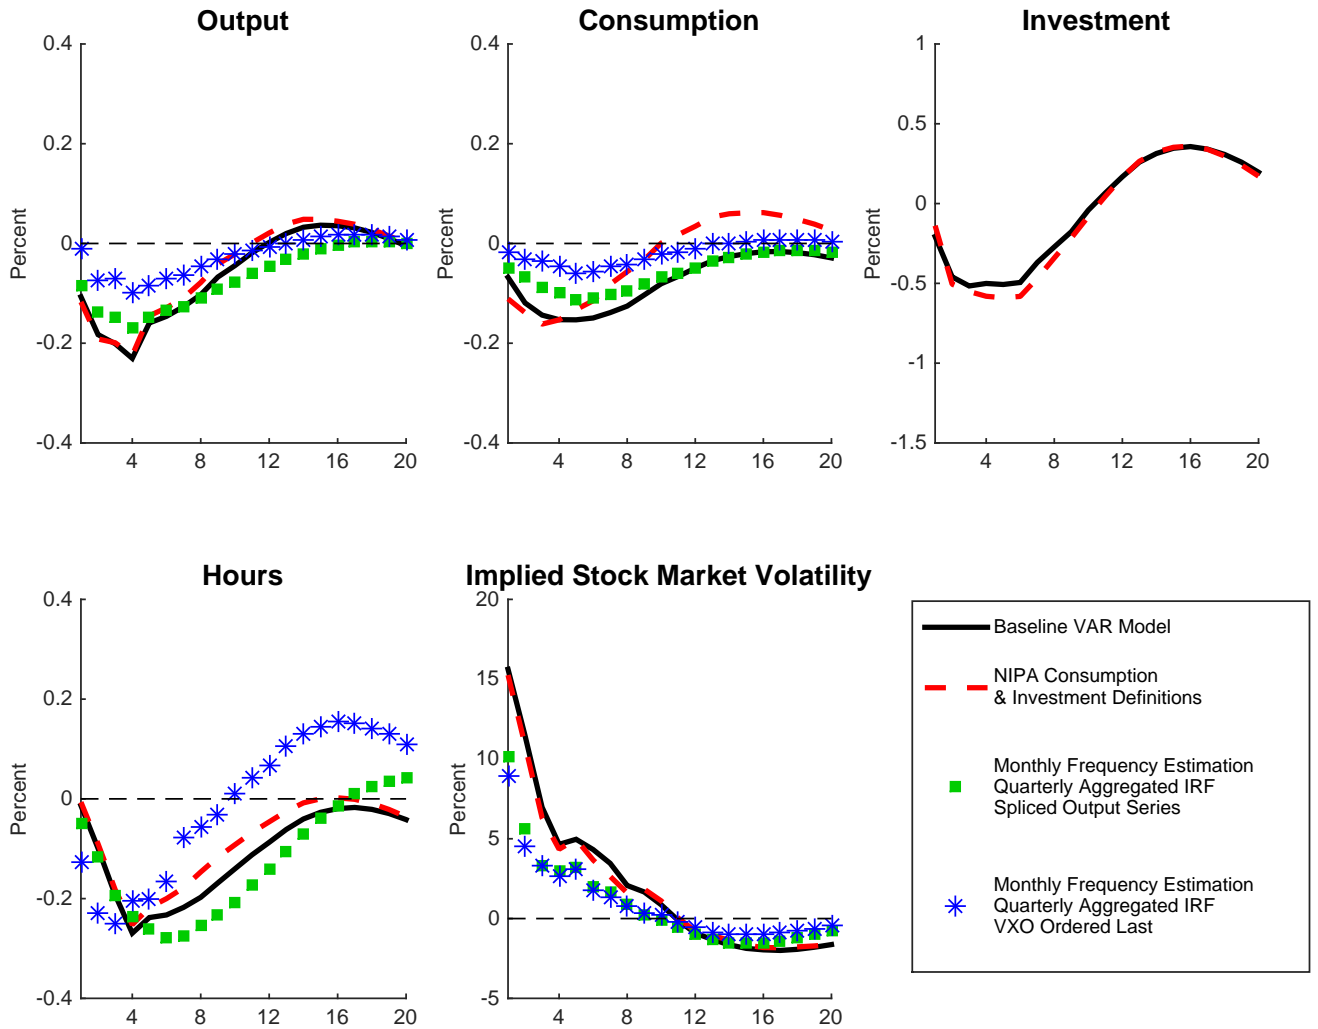 Output
Consumption
Investment
0.4
0.2
0
-0.2
-0.4
Percent
4 8 12 16 20
0.4
0.2
0
-0.2
-0.4
Percent
4 8 12 16 20
1
0.5
0
-0.5
-1
-1.5
Percent
4 8 12 16 20
Hours
Implied Stock Market Volatility
0.4
0.2
0
-0.2
-0.4
Percent
4 8 12 16 20
20
15
10
5
0
-5
Percent
4 8 12 16 20
Baseline VAR Model
NIPA Consumption
& Investment Definitions
Monthly Frequency Estimation
Quarterly Aggregated IRF
Spliced Output Series
Monthly Frequency Estimation
Quarterly Aggregated IRF
VXO Ordered Last